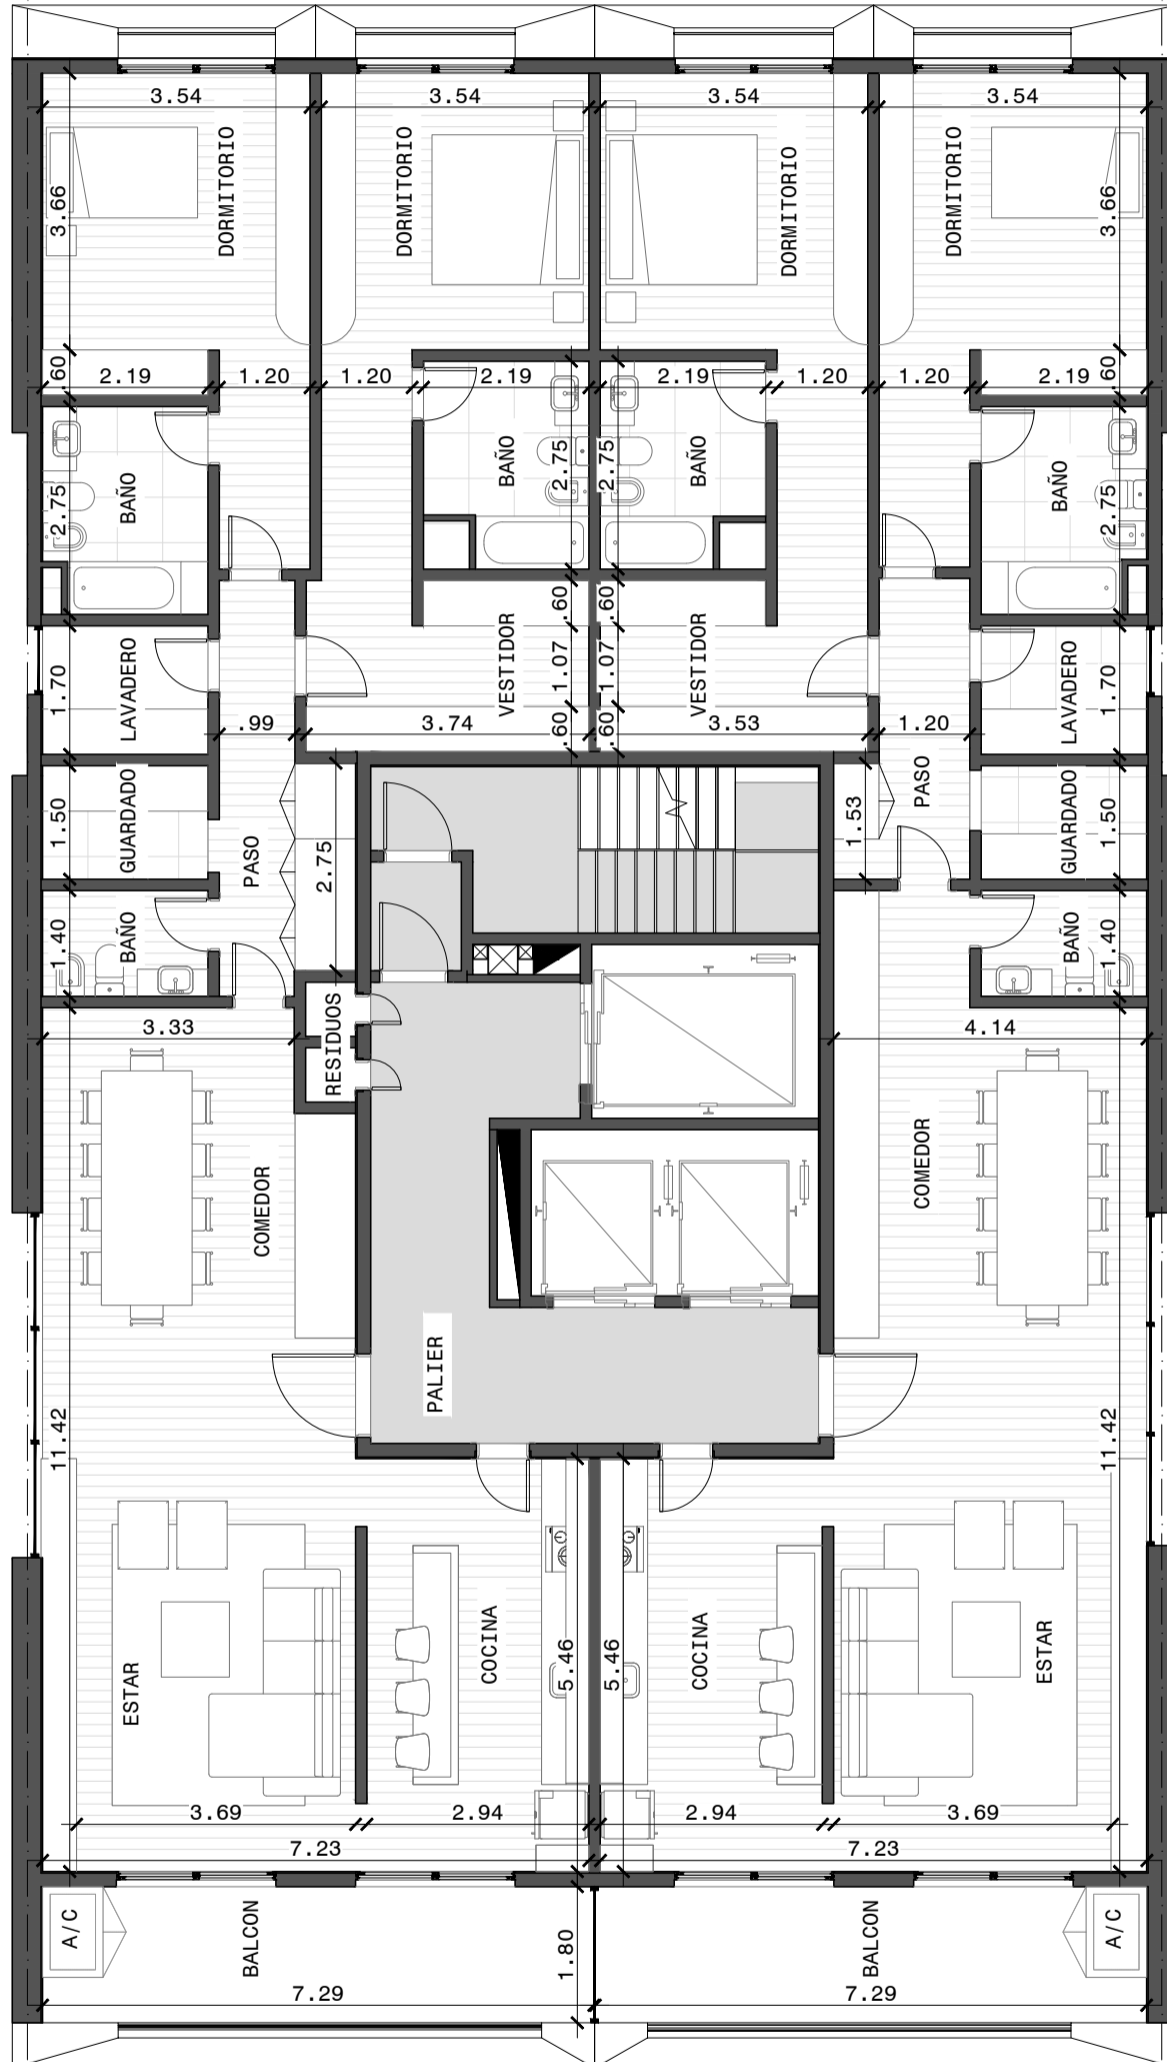 3.54
3.54
3.54
3.54
DORMITORIO
DORMITORIO
DORMITORIO
DORMITORIO
3.66
3.66
.60
2.19
1.20
1.20
2.19
2.19
1.20
1.20
2.19
.60
2.75
BAÑO
BAÑO
2.75
2.75
BAÑO
BAÑO
2.75
.60
.60
1.70
LAVADERO
VESTIDOR
1.07
1.07
VESTIDOR
LAVADERO
1.70
.99
3.74
.60
.60
3.53
1.20
1.50
GUARDADO
PASO
2.75
1.53
PASO
GUARDADO
1.50
1.40
BAÑO
BAÑO
1.40
3.33
RESIDUOS
4.14
COMEDOR
COMEDOR
PALIER
11.42
11.42
ESTAR
COCINA
5.46
5.46
COCINA
ESTAR
3.69
2.94
2.94
3.69
7.23
7.23
A/C
BALCON
1.80
BALCON
A/C
7.29
7.29